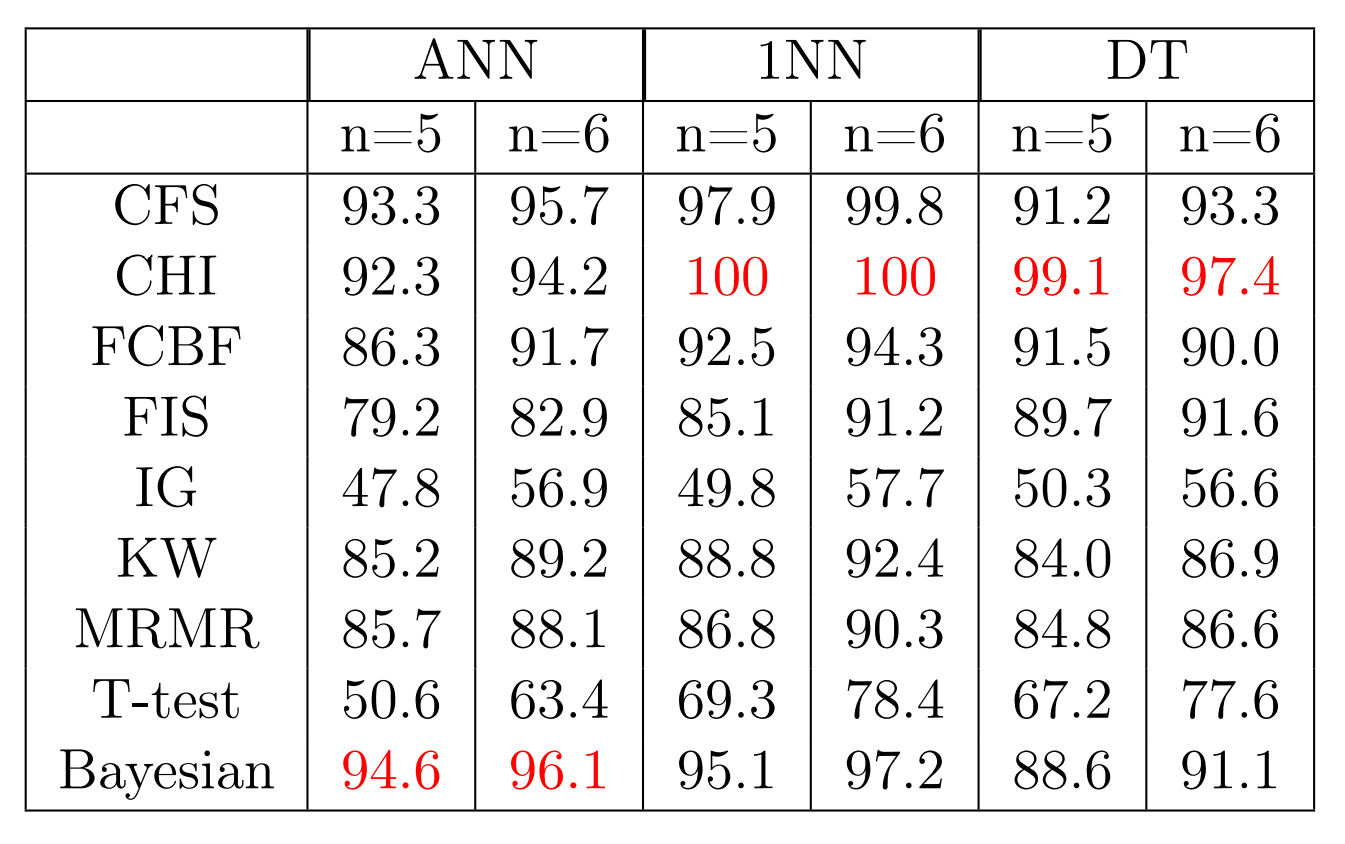 ANN 1NN DT
n=5 n=6 n=5 n=6 n=5 n=6
CFS 93.3 95.7 97.9 99.8 91.2 93.3
CHI 92.3 94.2 100 100 99.1 97.4
FCBF 86.3 91.7 92.5 94.3 91.5 90.0
FIS 79.2 82.9 85.1 91.2 89.7 91.6
IG 47.8 56.9 49.8 57.7 50.3 56.6
KW 85.2 89.2 88.8 92.4 84.0 86.9
MRMR 85.7 88.1 86.8 90.3 84.8 86.6
T-test 50.6 63.4 69.3 78.4 67.2 77.6
Bayesian 94.6 96.1 95.1 97.2 88.6 91.1